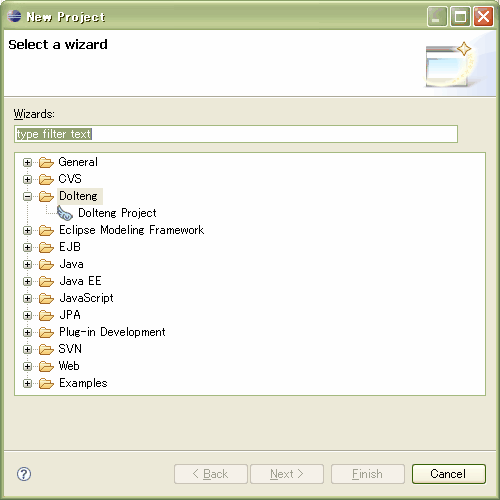 New Project
Select a wizard
Wizards:
type filter text
General
CVS
Dolteng
Dolteng Project
Eclipse Modeling Framework
EJB
Java
Java EE
JavaScript
JPA
Plug-in Development
SVN
Web
Examples
< Back
Next >
Finish
Cancel